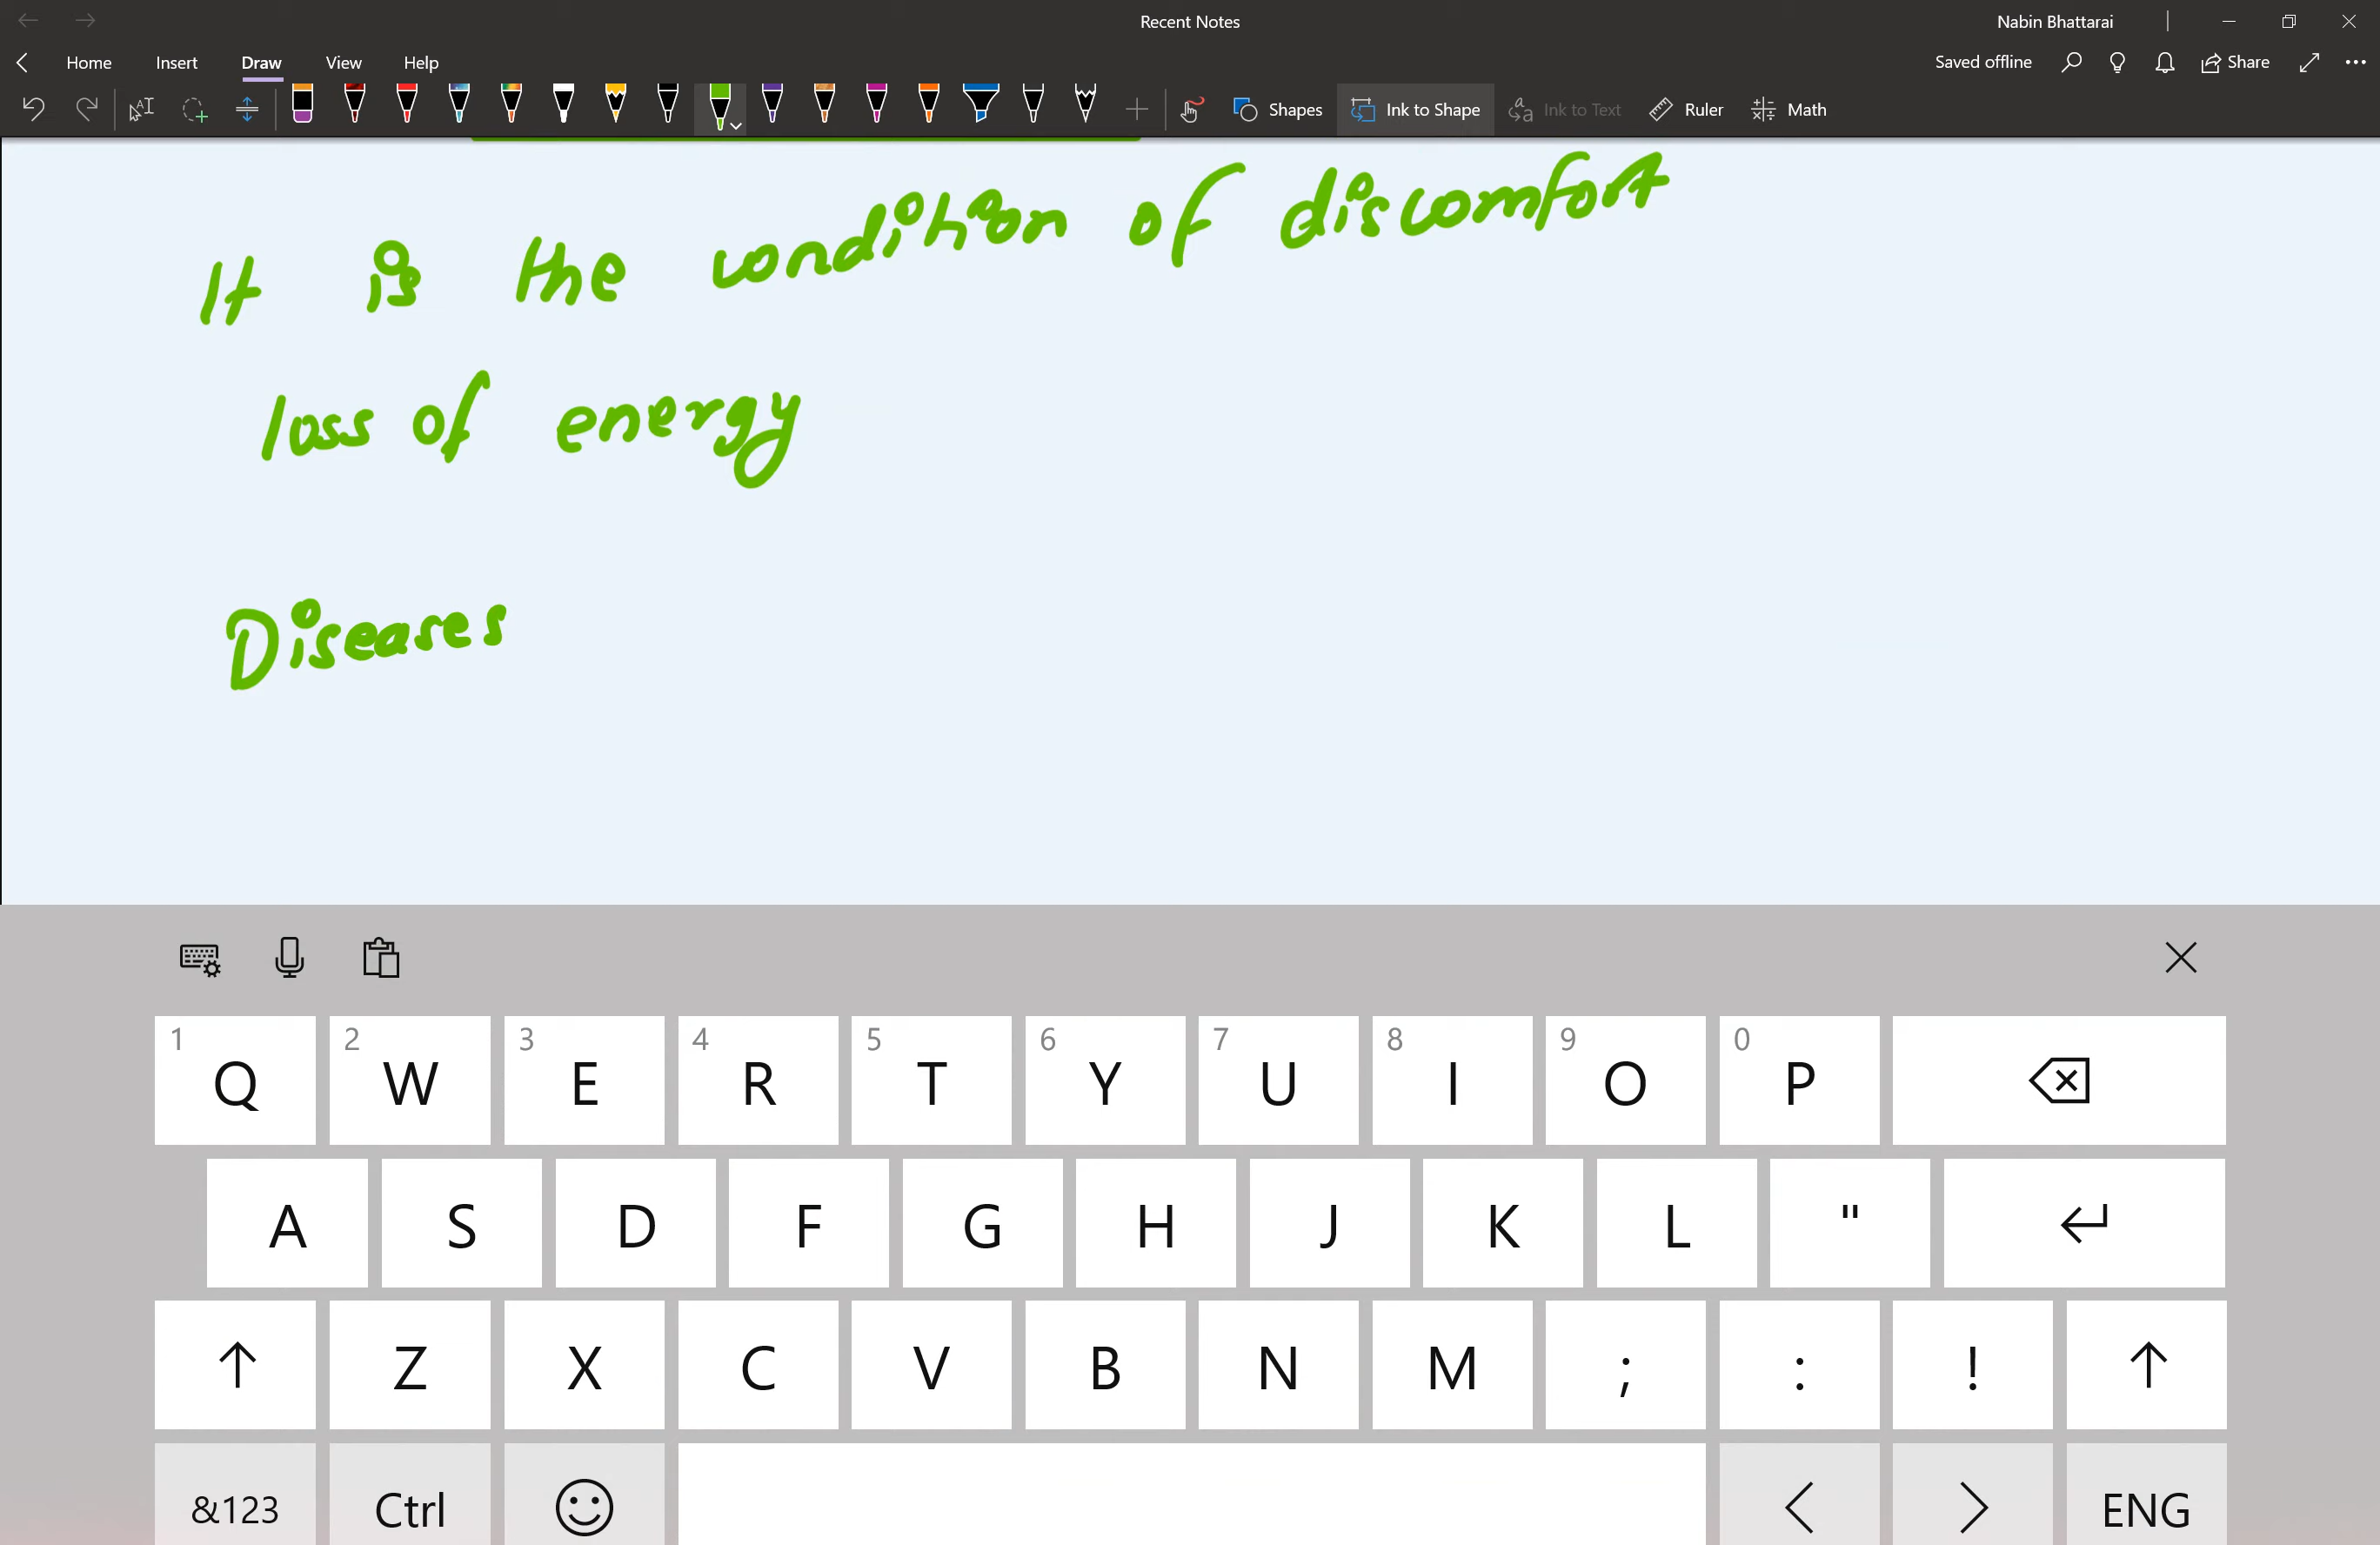 Recent Notes
Nabin Bhattarai
Home Insert Draw View Help
Saved offline Share
Shapes Ink to Shape Ink to Text Ruler Math
It is the condition of discomfort
loss of energy
Diseases
1 2 3 4 5 6 7 8 9 0
Q W E R T Y U I O P
A S D F G H J K L "
Z X C V B N M ; : !
&123 Ctrl ENG